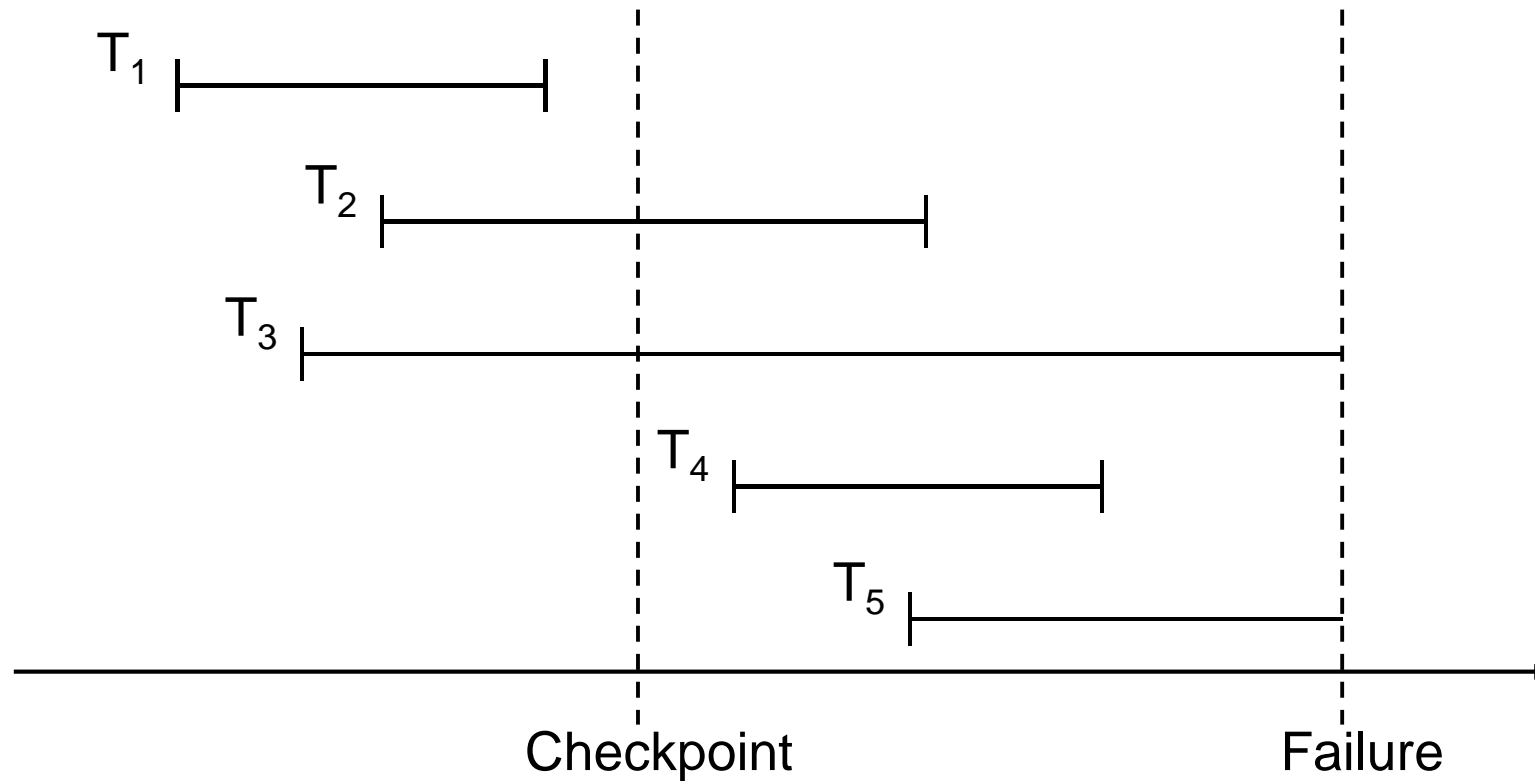 T₁
T₂
T₃
T₄
T₅
Checkpoint Failure